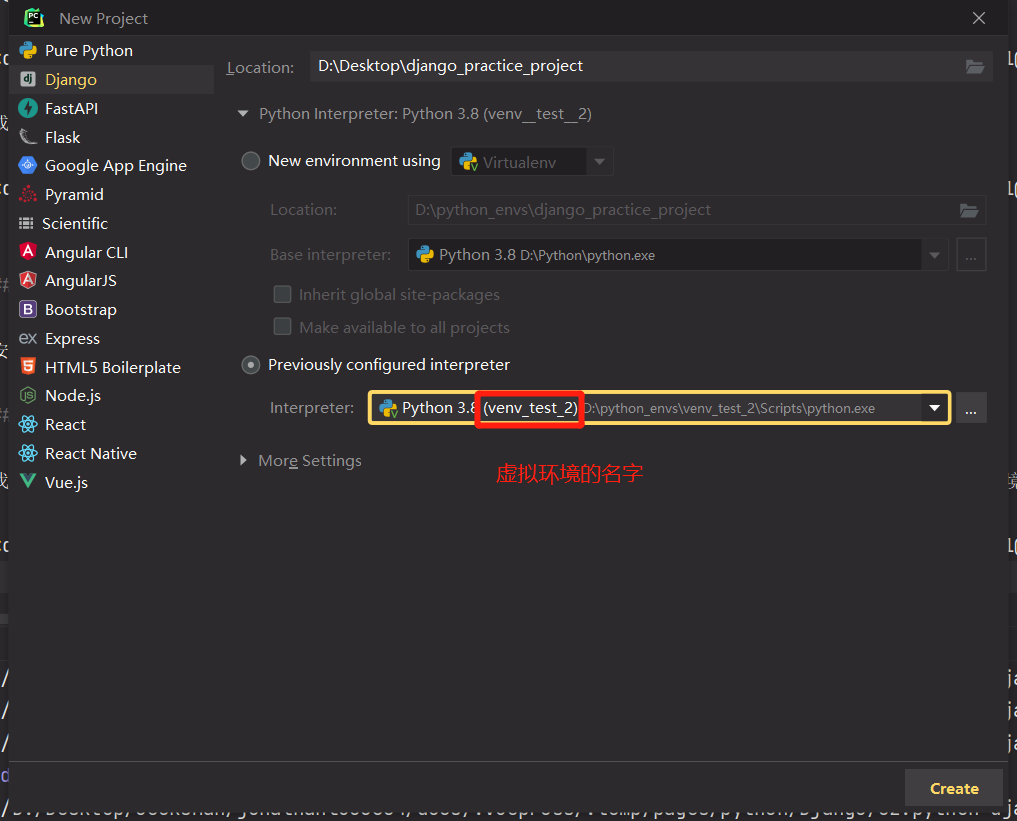 New Project
Pure Python
Django
FastAPI
Flask
Google App Engine
Pyramid
Scientific
Angular CLI
AngularJS
Bootstrap
Express
HTML5 Boilerplate
Node.js
React
React Native
Vue.js
Location: D:\Desktop\django_practice_project
Python Interpreter: Python 3.8 (venv__test__2)
New environment using Virtualenv
Location: D:\python_envs\django_practice_project
Base interpreter: Python 3.8 D:\Python\python.exe
...
Inherit global site-packages
Make available to all projects
Previously configured interpreter
Interpreter: Python 3.8 (venv_test_2) D:\python_envs\venv_test_2\Scripts\python.exe
...
More Settings
虚拟环境的名字
Create